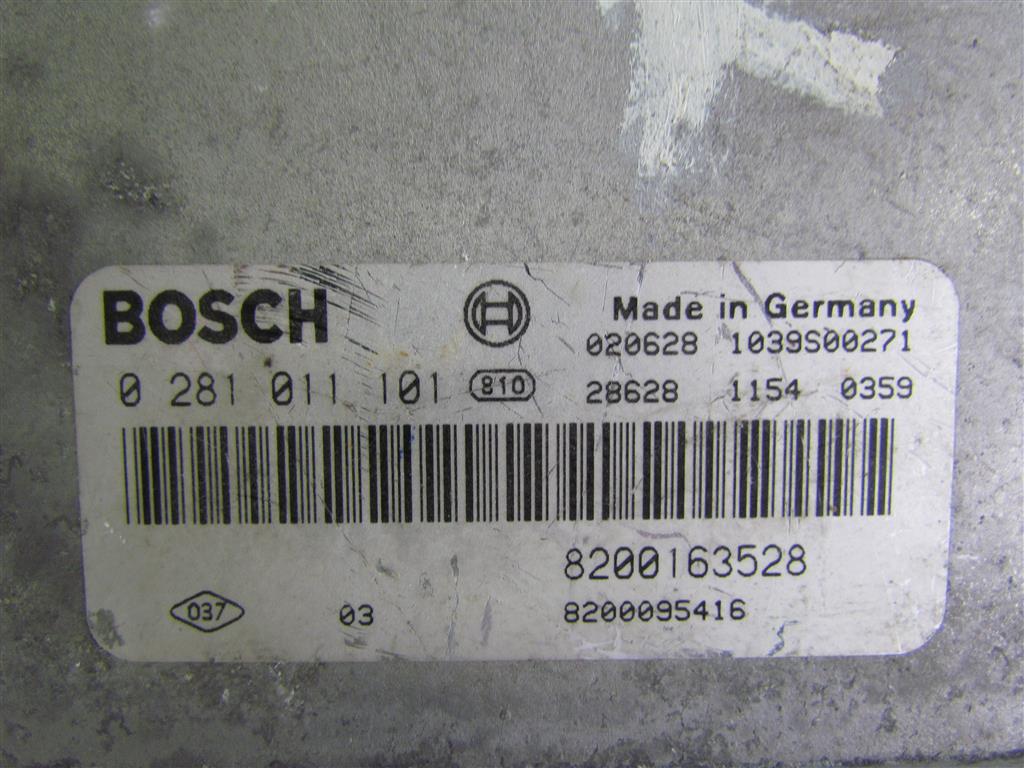 BOSCH
Made in Germany
020628 1039S00271
0 281 011 101 810
28628 1154 0359
8200163528
037 03 8200095416